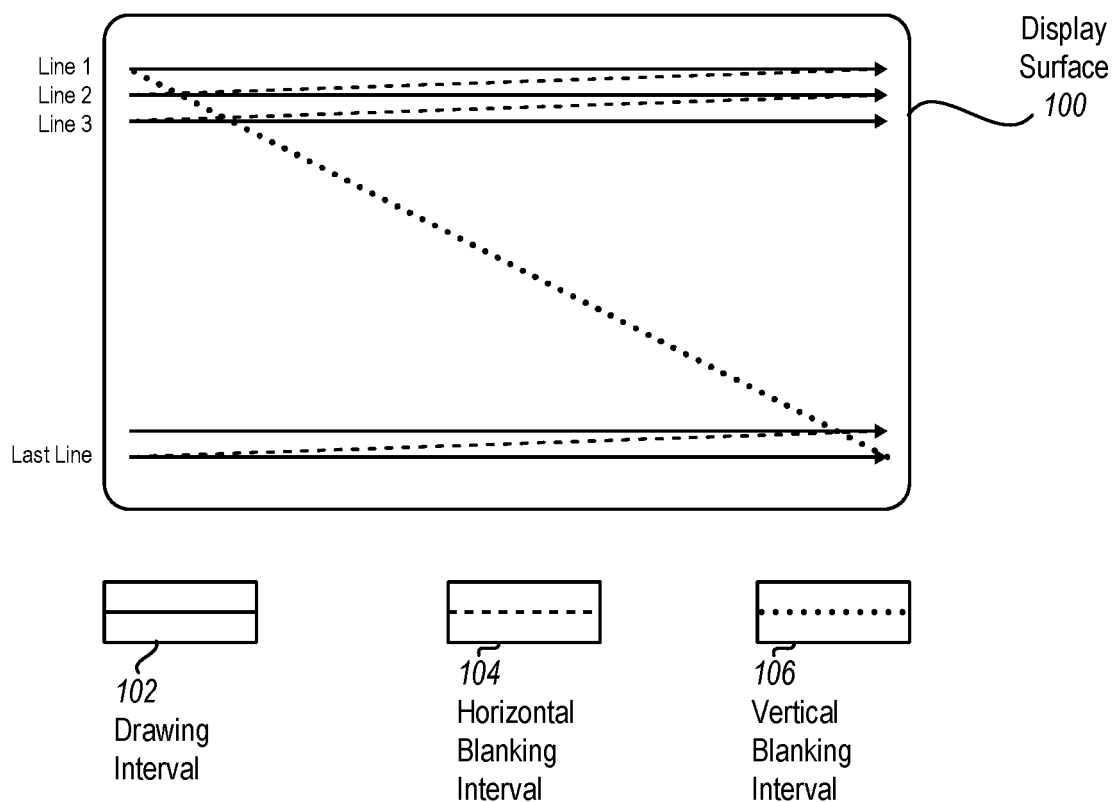 Display
Surface
100
Line 1
Line 2
Line 3
Last Line
102
Drawing
Interval
104
Horizontal
Blanking
Interval
106
Vertical
Blanking
Interval